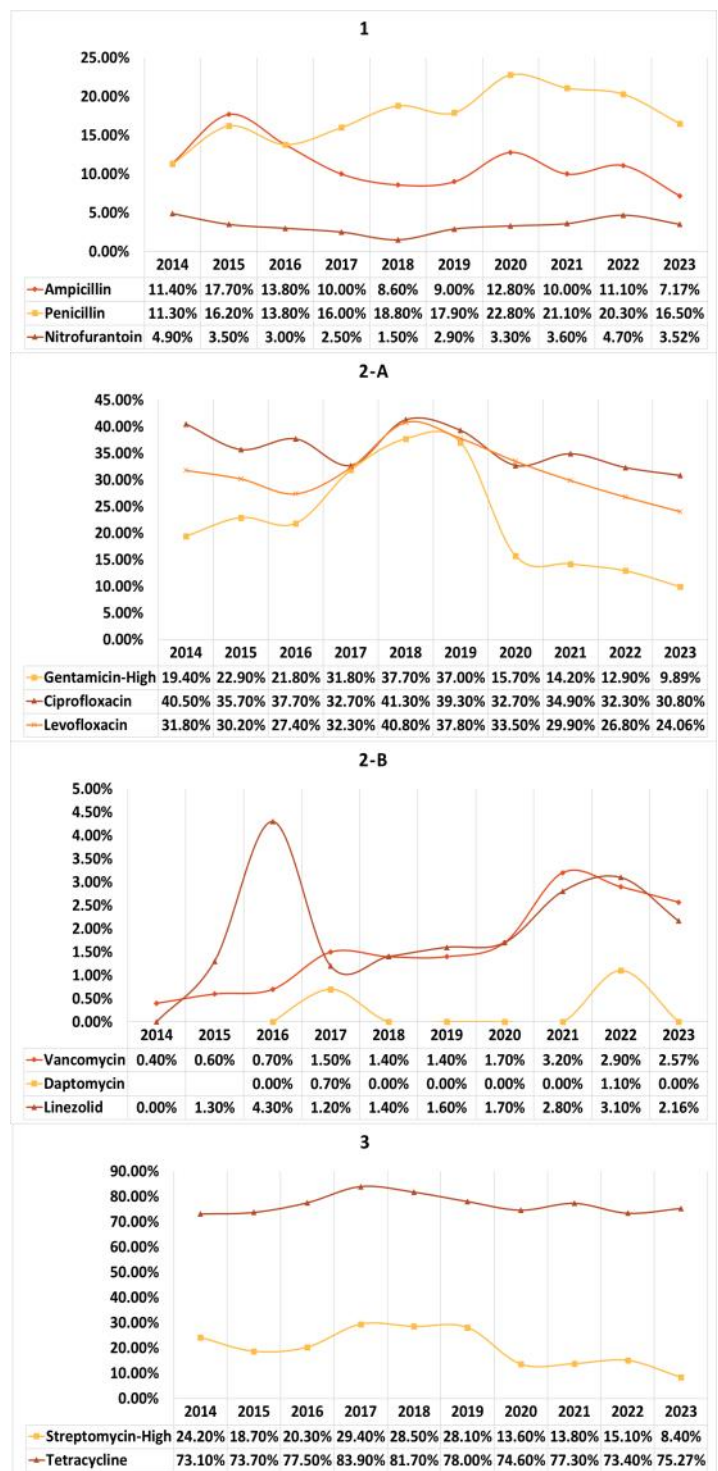 1
25.00%
20.00%
15.00%
10.00%
5.00%
0.00%
2014 2015 2016 2017 2018 2019 2020 2021 2022 2023
Ampicillin 11.40% 17.70% 13.80% 10.00% 8.60% 9.00% 12.80% 10.00% 11.10% 7.17%
Penicillin 11.30% 16.20% 13.80% 16.00% 18.80% 17.90% 22.80% 21.10% 20.30% 16.50%
Nitrofurantoin 4.90% 3.50% 3.00% 2.50% 1.50% 2.90% 3.30% 3.60% 4.70% 3.52%
2-A
45.00%
40.00%
35.00%
30.00%
25.00%
20.00%
15.00%
10.00%
5.00%
0.00%
2014 2015 2016 2017 2018 2019 2020 2021 2022 2023
Gentamicin-High 19.40% 22.90% 21.80% 31.80% 37.70% 37.00% 15.70% 14.20% 12.90% 9.89%
Ciprofloxacin 40.50% 35.70% 37.70% 32.70% 41.30% 39.30% 32.70% 34.90% 32.30% 30.80%
Levofloxacin 31.80% 30.20% 27.40% 32.30% 40.80% 37.80% 33.50% 29.90% 26.80% 24.06%
2-B
5.00%
4.50%
4.00%
3.50%
3.00%
2.50%
2.00%
1.50%
1.00%
0.50%
0.00%
2014 2015 2016 2017 2018 2019 2020 2021 2022 2023
Vancomycin 0.40% 0.60% 0.70% 1.50% 1.40% 1.40% 1.70% 3.20% 2.90% 2.57%
Daptomycin 0.00% 0.70% 0.00% 0.00% 0.00% 0.00% 1.10% 0.00%
Linezolid 0.00% 1.30% 4.30% 1.20% 1.40% 1.60% 1.70% 2.80% 3.10% 2.16%
3
90.00%
80.00%
70.00%
60.00%
50.00%
40.00%
30.00%
20.00%
10.00%
0.00%
2014 2015 2016 2017 2018 2019 2020 2021 2022 2023
Streptomycin-High 24.20% 18.70% 20.30% 29.40% 28.50% 28.10% 13.60% 13.80% 15.10% 8.40%
Tetracycline 73.10% 73.70% 77.50% 83.90% 81.70% 78.00% 74.60% 77.30% 73.40% 75.27%